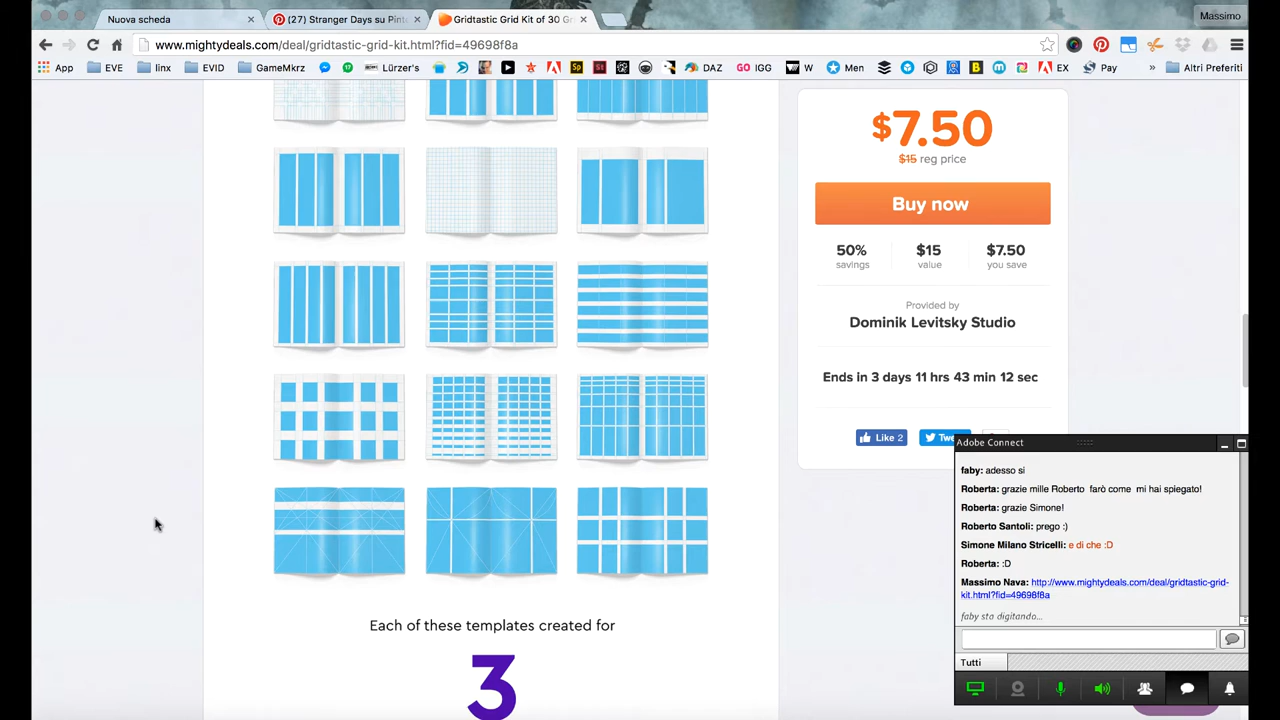 Nuova scheda
(27) Stranger Days su Pinte
Gridtastic Grid Kit of 30 Gr
Massimo
www.mightydeals.com/deal/gridtastic-grid-kit.html?fid=49698f8a
App
EVE
linx
EVID
GameMkrz
Lürzer's
DAZ
GO IGG
W
Men
EX
Pay
»
Altri Preferiti
$7.50
$15 reg price
Buy now
50%
savings
$15
value
$7.50
you save
Provided by
Dominik Levitsky Studio
Ends in 3 days 11 hrs 43 min 12 sec
Like 2
Twe
Each of these templates created for
3
Adobe Connect
faby: adesso si
Roberta: grazie mille Roberto farò come mi hai spiegato!
Roberta: grazie Simone!
Roberto Santoli: prego :)
Simone Milano Stricelli: e di che :D
Roberta: :D
Massimo Nava: http://www.mightydeals.com/deal/gridtastic-grid-
kit.html?fid=49698f8a
faby sta digitando...
Tutti